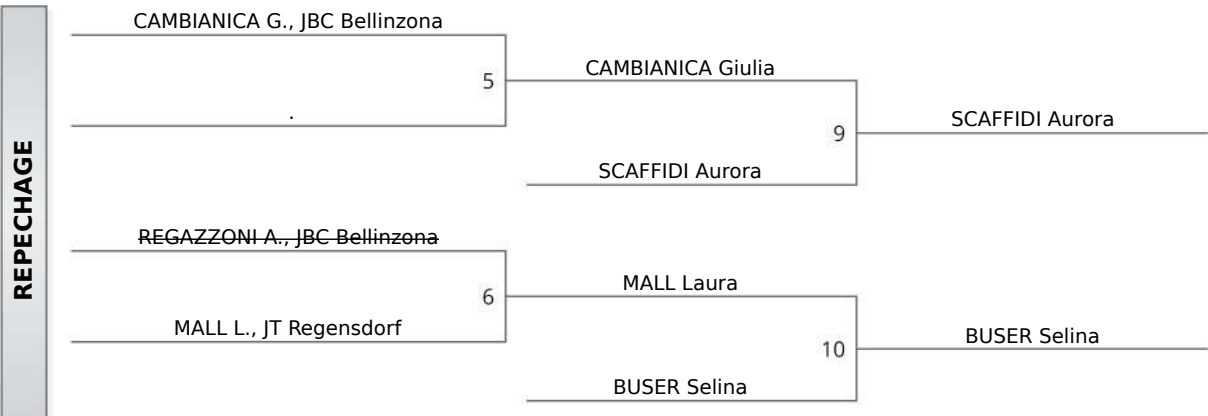 REPECHAGE
CAMBIANICA G., JBC Bellinzona
5
.
CAMBIANICA Giulia
9
SCAFFIDI Aurora
SCAFFIDI Aurora
REGAZZONI A., JBC Bellinzona
6
MALL L., JT Regensdorf
MALL Laura
10
BUSER Selina
BUSER Selina